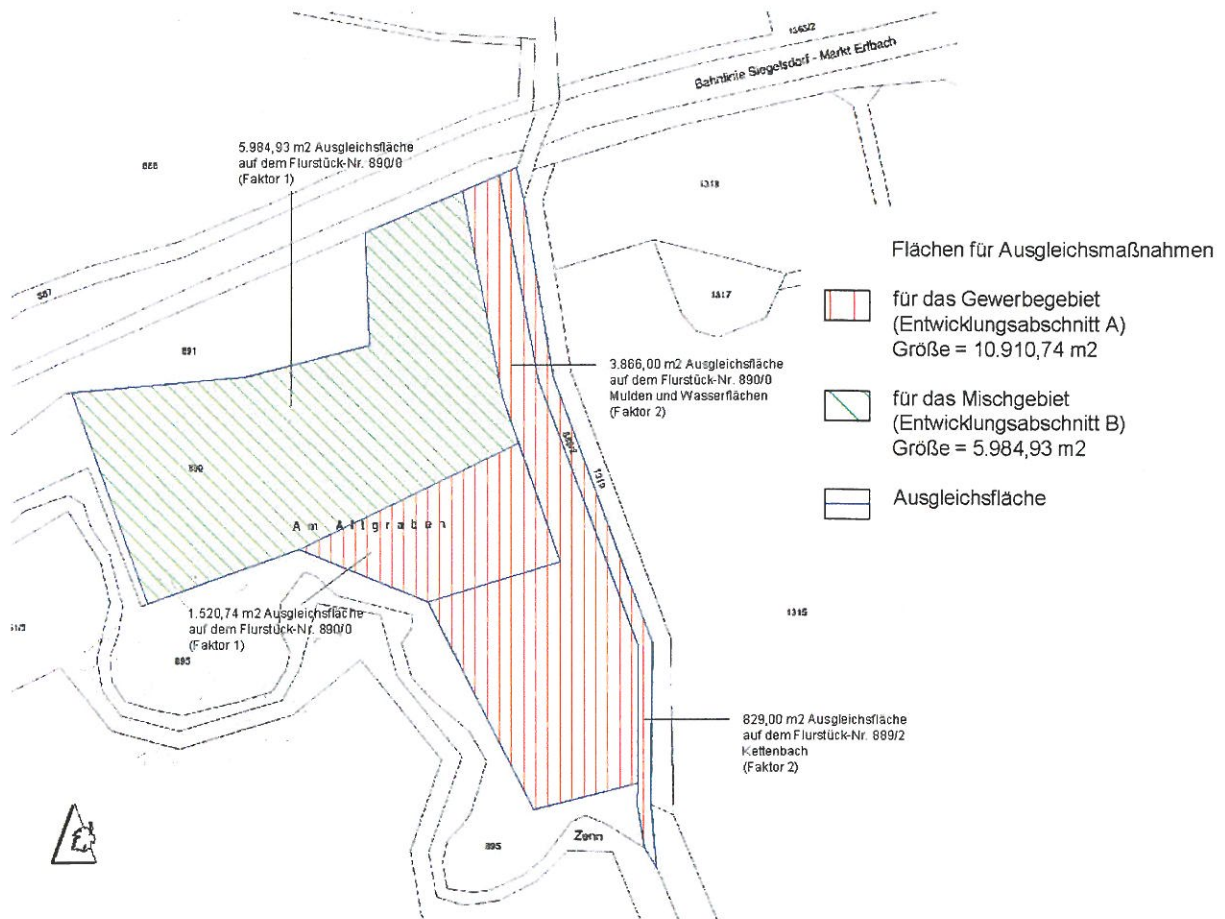 1365/2
Bahnlinie Siegelsdorf - Markt Erlbach
5.984,93 m2 Ausgleichsfläche
auf dem Flurstück-Nr. 890/0
(Faktor 1)
888
1318
Flächen für Ausgleichsmaßnahmen
887
1317
für das Gewerbegebiet
(Entwicklungsabschnitt A)
Größe = 10.910,74 m2
891
3.866,00 m2 Ausgleichsfläche
auf dem Flurstück-Nr. 890/0
Mulden und Wasserflächen
(Faktor 2)
für das Mischgebiet
(Entwicklungsabschnitt B)
Größe = 5.984,93 m2
889/2
1319
890
Ausgleichsfläche
Am Altgraben
1.520,74 m2 Ausgleichsfläche
auf dem Flurstück-Nr. 890/0
(Faktor 1)
1316
895
829,00 m2 Ausgleichsfläche
auf dem Flurstück-Nr. 889/2
Kettenbach
(Faktor 2)
Zenn
895